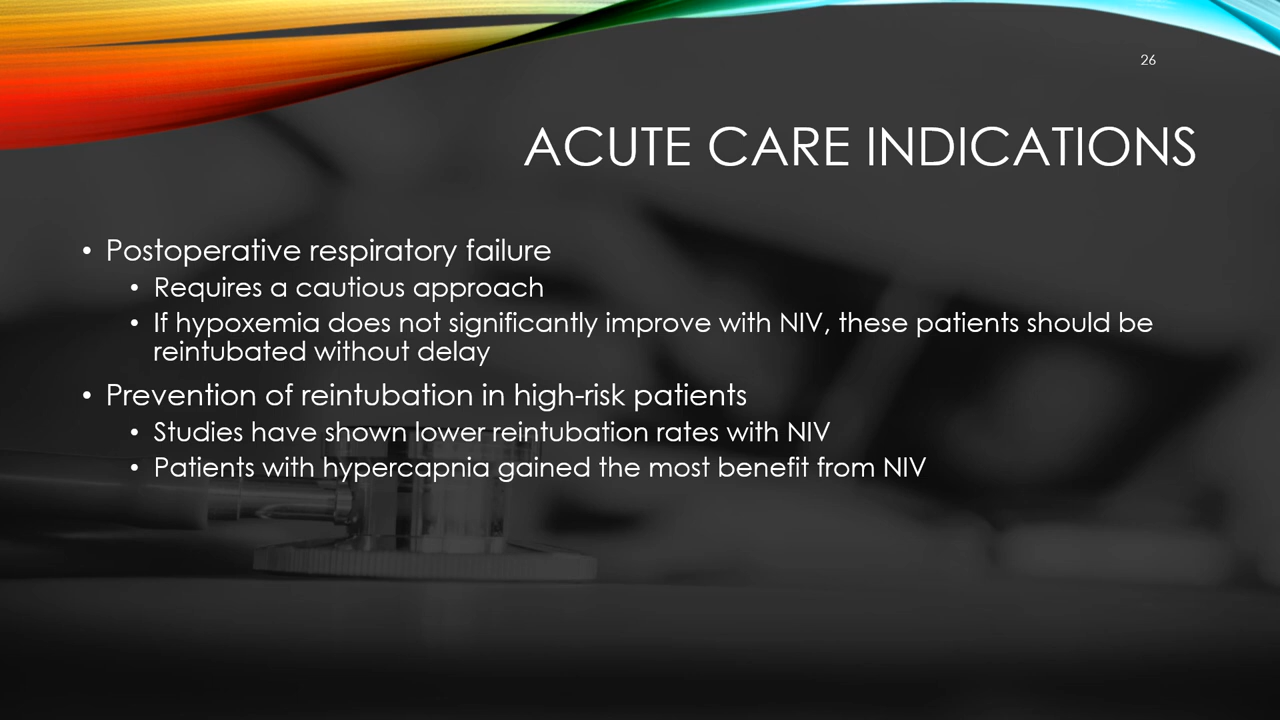 26
ACUTE CARE INDICATIONS
• Postoperative respiratory failure
• Requires a cautious approach
• If hypoxemia does not significantly improve with NIV, these patients should be
reintubated without delay
• Prevention of reintubation in high-risk patients
• Studies have shown lower reintubation rates with NIV
• Patients with hypercapnia gained the most benefit from NIV